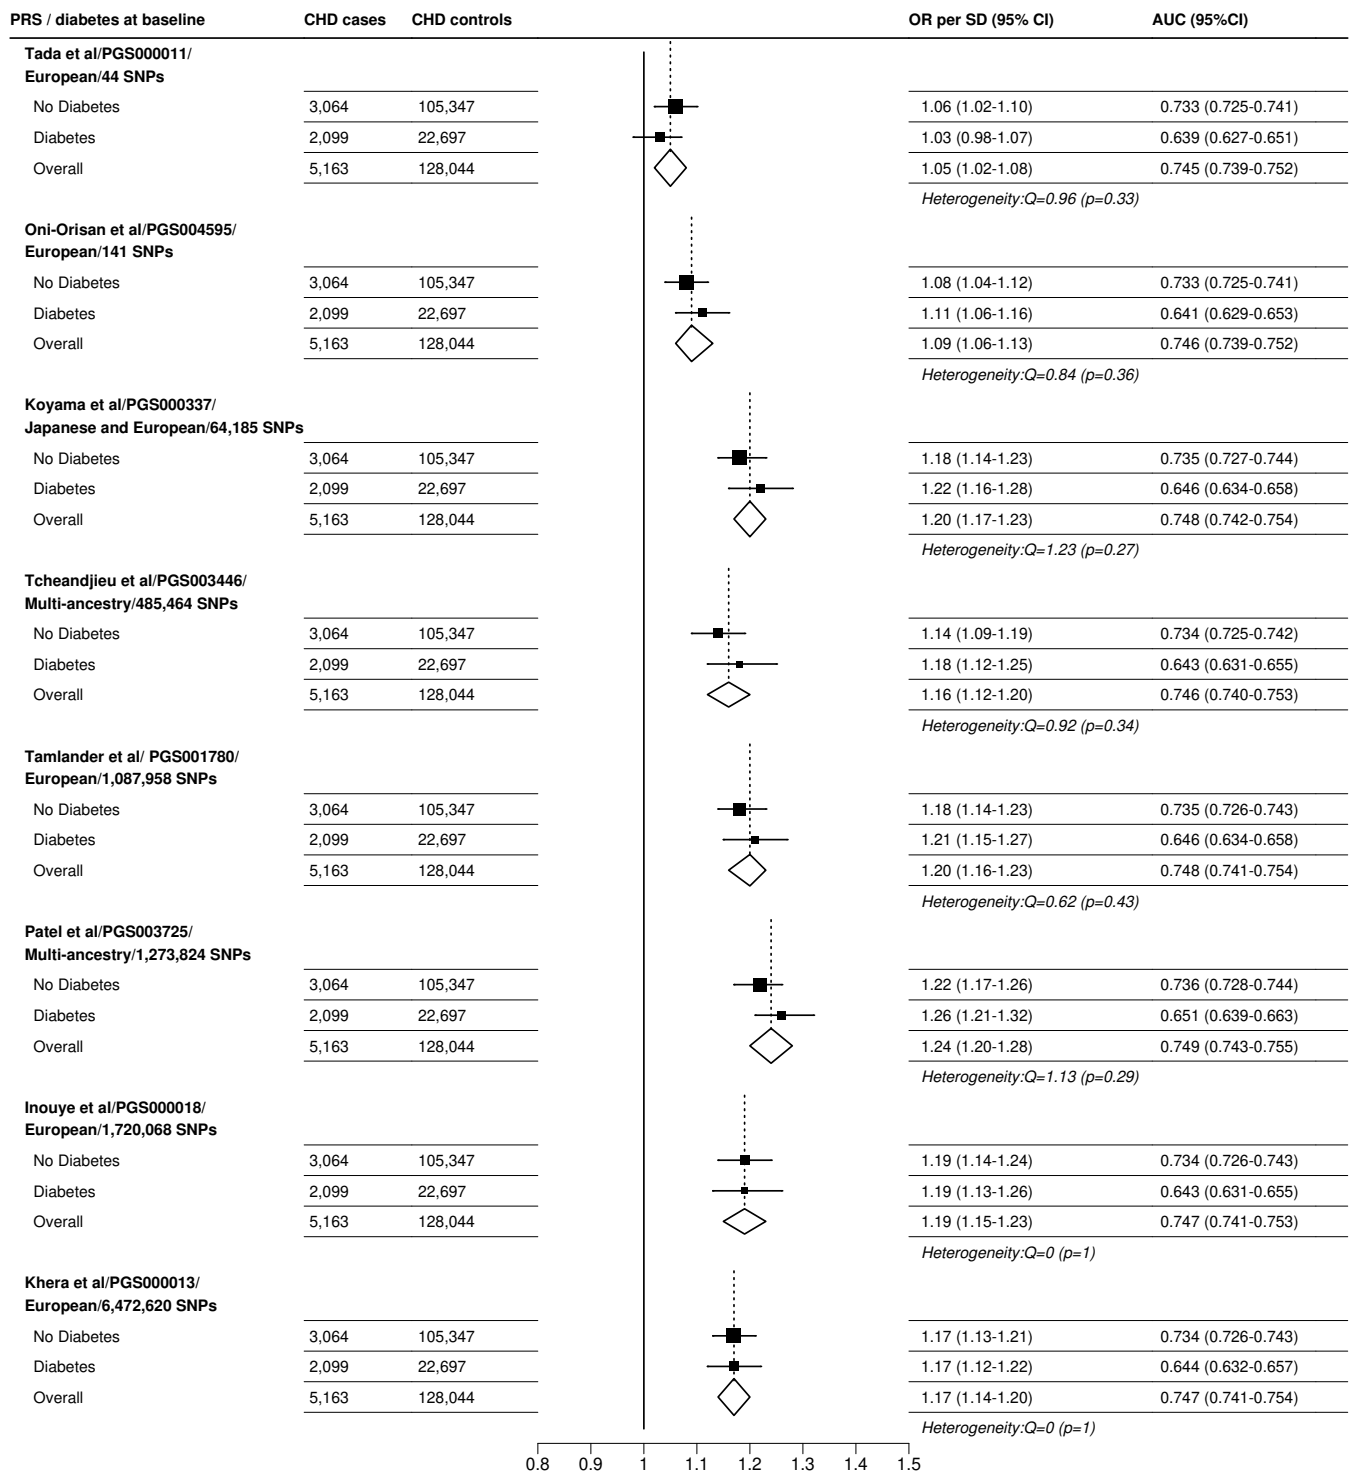 PRS / diabetes at baseline CHD cases CHD controls OR per SD (95% CI) AUC (95%CI)
Tada et al/PGS000011/
European/44 SNPs
No Diabetes 3,064 105,347 1.06 (1.02-1.10) 0.733 (0.725-0.741)
Diabetes 2,099 22,697 1.03 (0.98-1.07) 0.639 (0.627-0.651)
Overall 5,163 128,044 1.05 (1.02-1.08) 0.745 (0.739-0.752)
Heterogeneity:Q=0.96 (p=0.33)
Oni-Orisan et al/PGS004595/
European/141 SNPs
No Diabetes 3,064 105,347 1.08 (1.04-1.12) 0.733 (0.725-0.741)
Diabetes 2,099 22,697 1.11 (1.06-1.16) 0.641 (0.629-0.653)
Overall 5,163 128,044 1.09 (1.06-1.13) 0.746 (0.739-0.752)
Heterogeneity:Q=0.84 (p=0.36)
Koyama et al/PGS000337/
Japanese and European/64,185 SNPs
No Diabetes 3,064 105,347 1.18 (1.14-1.23) 0.735 (0.727-0.744)
Diabetes 2,099 22,697 1.22 (1.16-1.28) 0.646 (0.634-0.658)
Overall 5,163 128,044 1.20 (1.17-1.23) 0.748 (0.742-0.754)
Heterogeneity:Q=1.23 (p=0.27)
Tcheandjieu et al/PGS003446/
Multi-ancestry/485,464 SNPs
No Diabetes 3,064 105,347 1.14 (1.09-1.19) 0.734 (0.725-0.742)
Diabetes 2,099 22,697 1.18 (1.12-1.25) 0.643 (0.631-0.655)
Overall 5,163 128,044 1.16 (1.12-1.20) 0.746 (0.740-0.753)
Heterogeneity:Q=0.92 (p=0.34)
Tamlander et al/ PGS001780/
European/1,087,958 SNPs
No Diabetes 3,064 105,347 1.18 (1.14-1.23) 0.735 (0.726-0.743)
Diabetes 2,099 22,697 1.21 (1.15-1.27) 0.646 (0.634-0.658)
Overall 5,163 128,044 1.20 (1.16-1.23) 0.748 (0.741-0.754)
Heterogeneity:Q=0.62 (p=0.43)
Patel et al/PGS003725/
Multi-ancestry/1,273,824 SNPs
No Diabetes 3,064 105,347 1.22 (1.17-1.26) 0.736 (0.728-0.744)
Diabetes 2,099 22,697 1.26 (1.21-1.32) 0.651 (0.639-0.663)
Overall 5,163 128,044 1.24 (1.20-1.28) 0.749 (0.743-0.755)
Heterogeneity:Q=1.13 (p=0.29)
Inouye et al/PGS000018/
European/1,720,068 SNPs
No Diabetes 3,064 105,347 1.19 (1.14-1.24) 0.734 (0.726-0.743)
Diabetes 2,099 22,697 1.19 (1.13-1.26) 0.643 (0.631-0.655)
Overall 5,163 128,044 1.19 (1.15-1.23) 0.747 (0.741-0.753)
Heterogeneity:Q=0 (p=1)
Khera et al/PGS000013/
European/6,472,620 SNPs
No Diabetes 3,064 105,347 1.17 (1.13-1.21) 0.734 (0.726-0.743)
Diabetes 2,099 22,697 1.17 (1.12-1.22) 0.644 (0.632-0.657)
Overall 5,163 128,044 1.17 (1.14-1.20) 0.747 (0.741-0.754)
Heterogeneity:Q=0 (p=1)
0.8 0.9 1 1.1 1.2 1.3 1.4 1.5